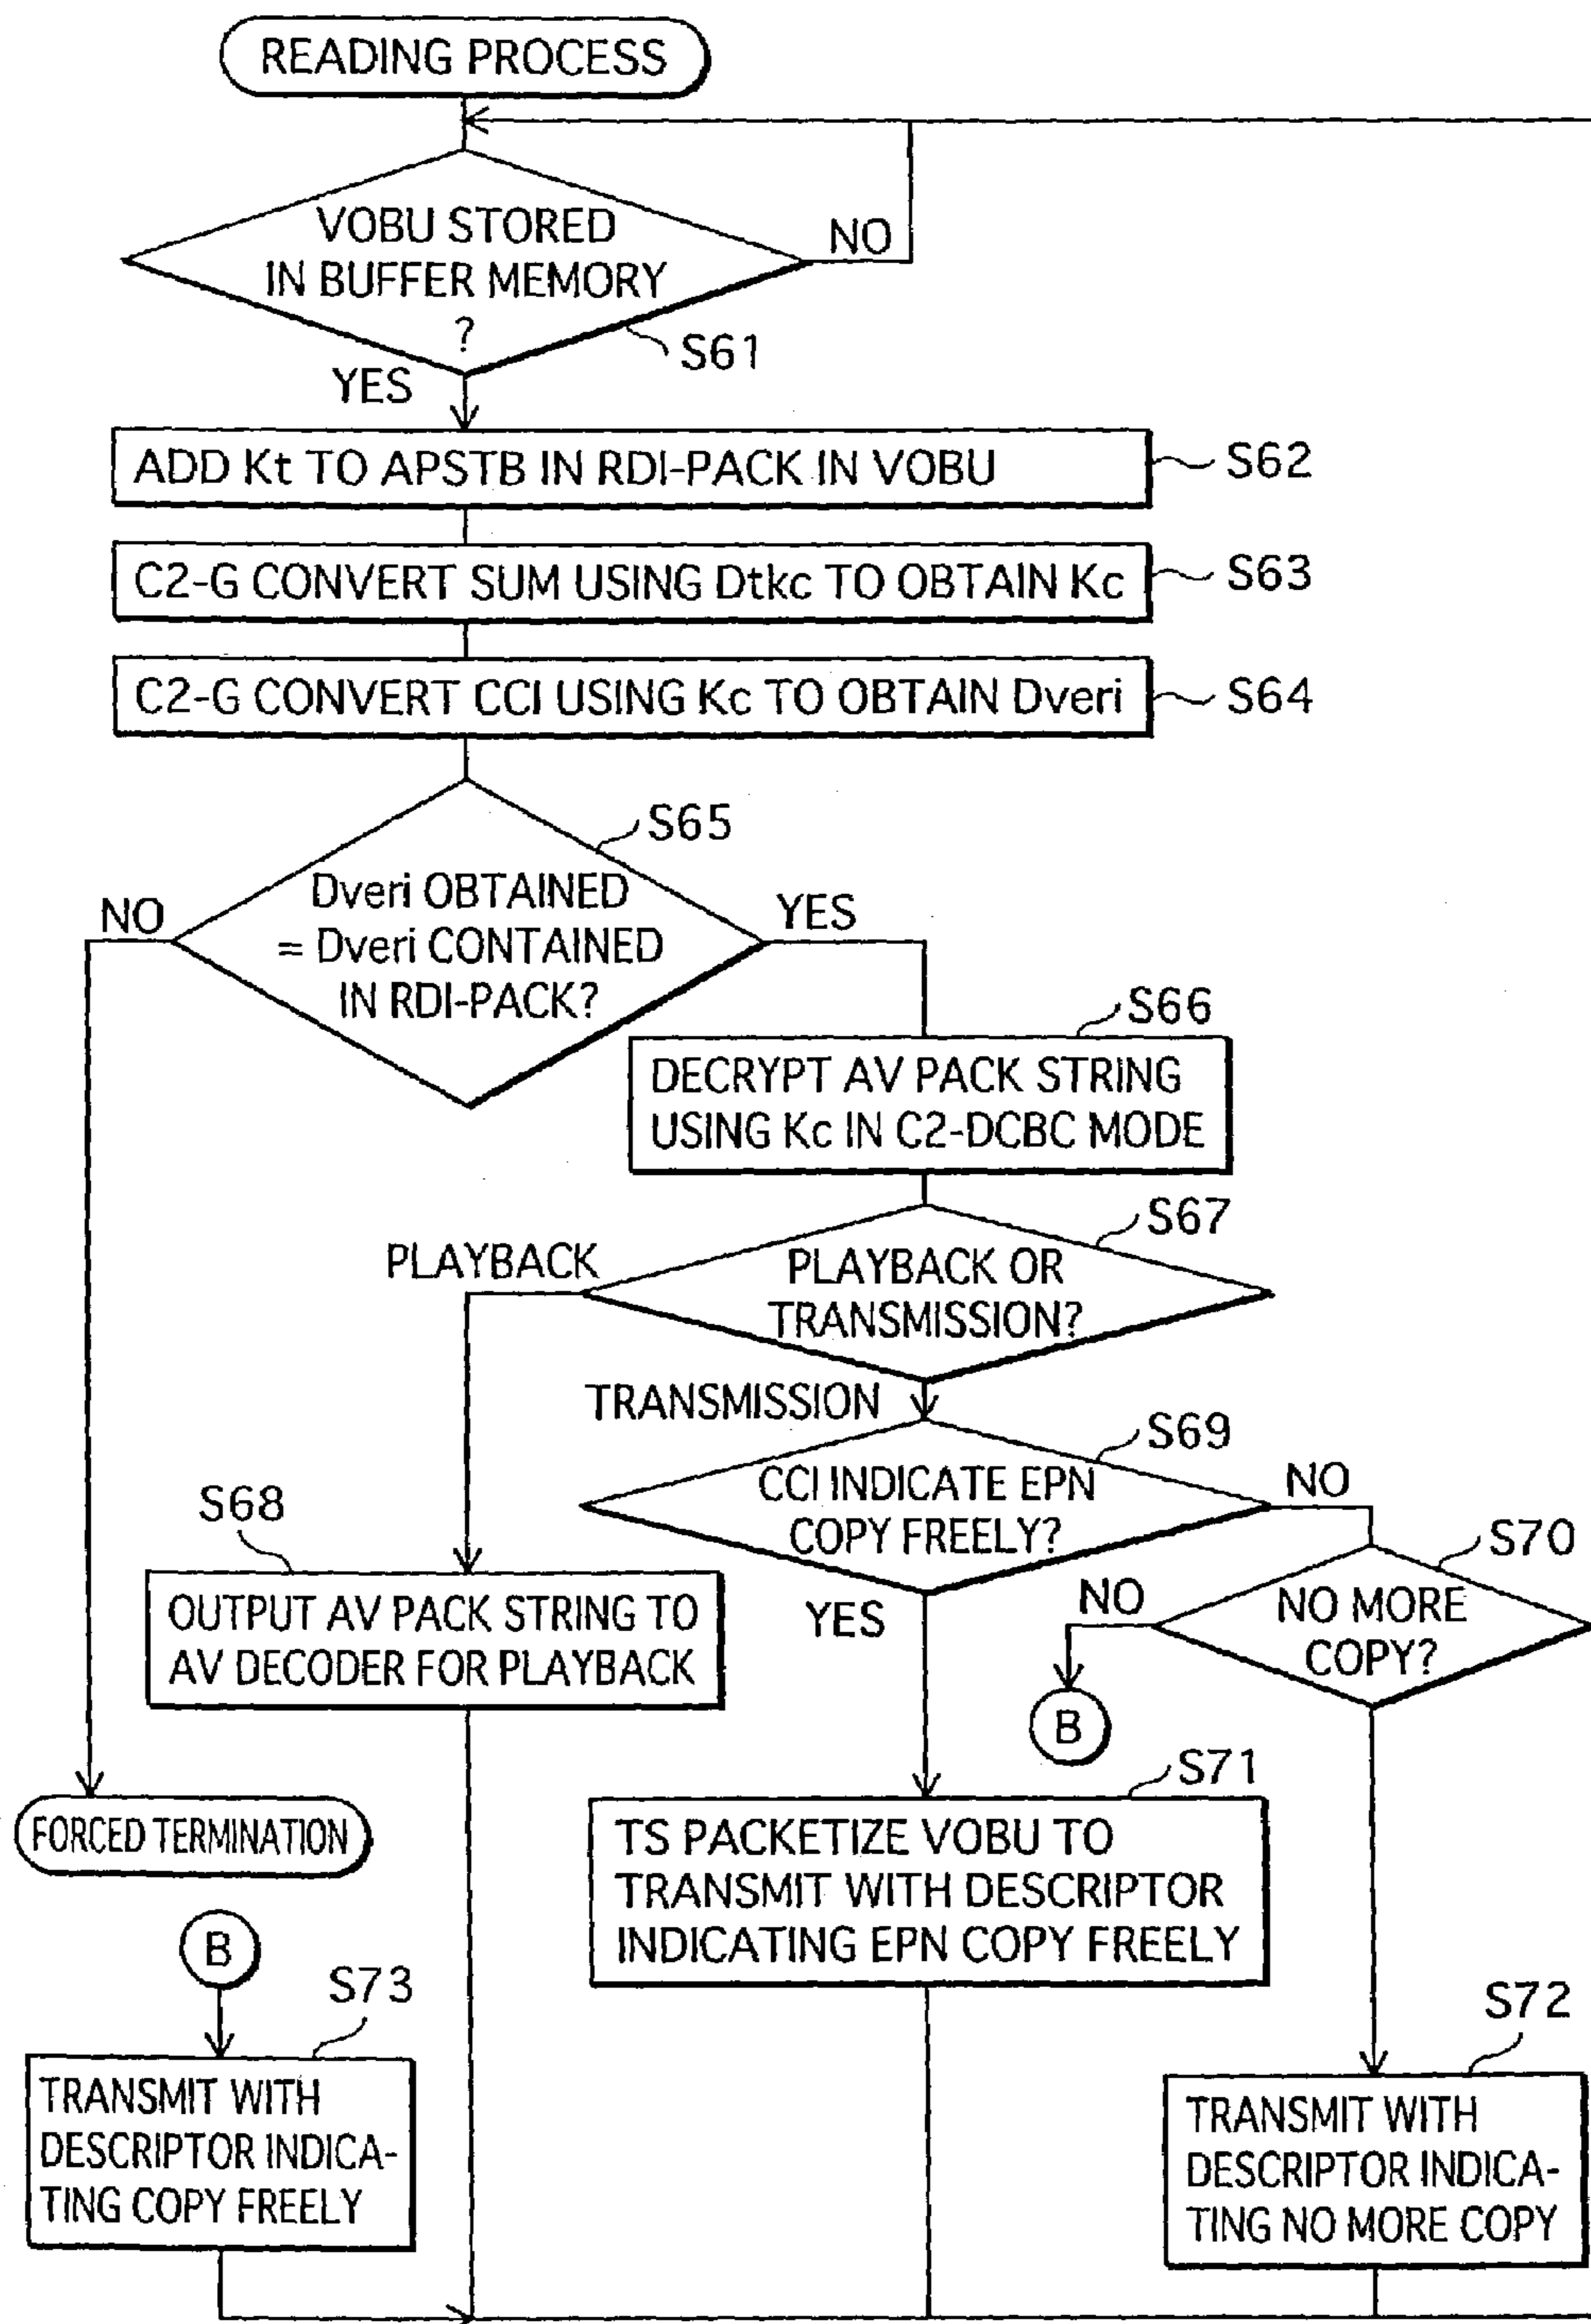 READING PROCESS
VOBU STORED
IN BUFFER MEMORY
?
NO
S61
YES
ADD Kt TO APSTB IN RDI-PACK IN VOBU
S62
C2-G CONVERT SUM USING Dtkc TO OBTAIN Kc
S63
C2-G CONVERT CCI USING Kc TO OBTAIN Dveri
S64
S65
Dveri OBTAINED
= Dveri CONTAINED
IN RDI-PACK?
NO
YES
S66
DECRYPT AV PACK STRING
USING Kc IN C2-DCBC MODE
S67
PLAYBACK
PLAYBACK OR
TRANSMISSION?
TRANSMISSION
S69
CCI INDICATE EPN
COPY FREELY?
NO
S68
OUTPUT AV PACK STRING TO
AV DECODER FOR PLAYBACK
YES
S70
NO
NO MORE
COPY?
B
S71
TS PACKETIZE VOBU TO
TRANSMIT WITH DESCRIPTOR
INDICATING EPN COPY FREELY
FORCED TERMINATION
B
S73
TRANSMIT WITH
DESCRIPTOR INDICA-
TING COPY FREELY
S72
TRANSMIT WITH
DESCRIPTOR INDICA-
TING NO MORE COPY